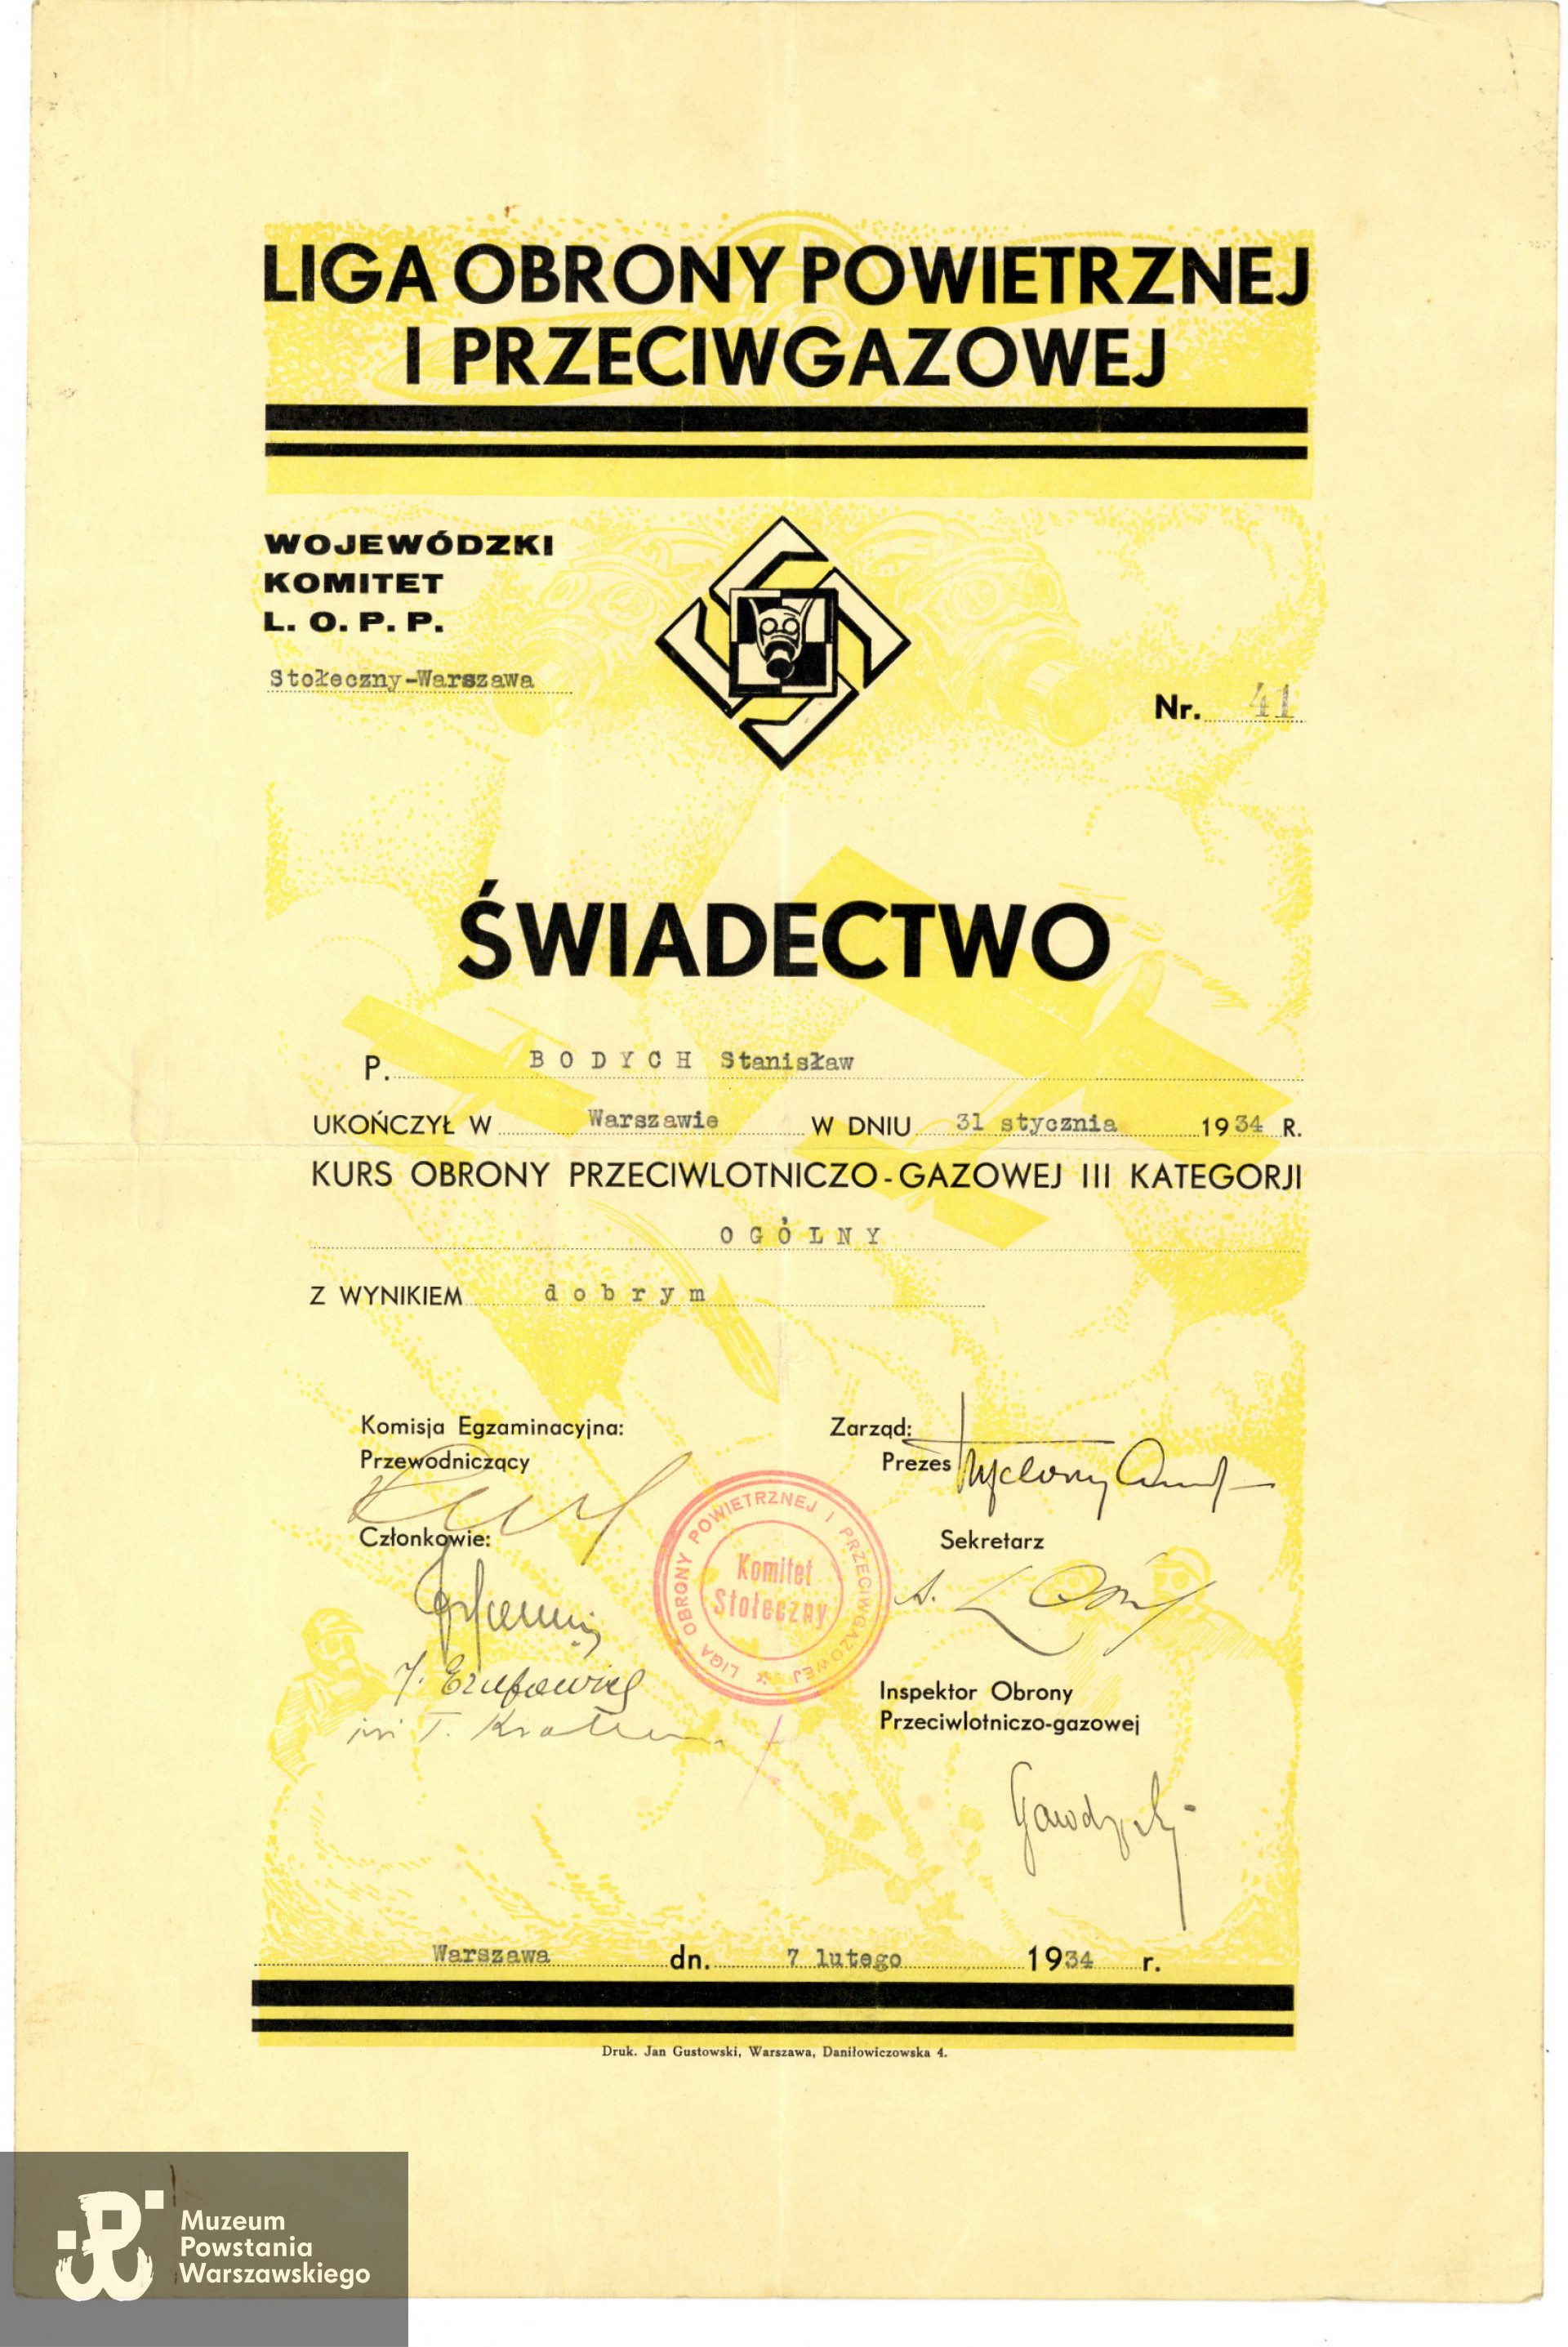 LIGA OBRONY POWIETRZNEJ
I PRZECIWGAZOWEJ
WOJEWÓDZKI
KOMITET
L. O. P. P.
Stołeczny-Warszawa
Nr. 41
ŚWIADECTWO
P. BODYCH Stanisław
UKOŃCZYŁ W Warszawie W DNIU 31 stycznia 1934 R.
KURS OBRONY PRZECIWLOTNICZO-GAZOWEJ III KATEGORJI
OGÓLNY
Z WYNIKIEM dobrym
Komisja Egzaminacyjna:
Przewodniczący
Członkowie:
Zarząd:
Prezes
Sekretarz
LIGA OBRONY POWIETRZNEJ I PRZECIWGAZOWEJ
Komitet
Stołeczny
Inspektor Obrony
Przeciwlotniczo-gazowej
Warszawa dn. 7 lutego 1934 r.
Druk. Jan Gustowski, Warszawa, Daniłowiczowska 4.
Muzeum
Powstania
Warszawskiego